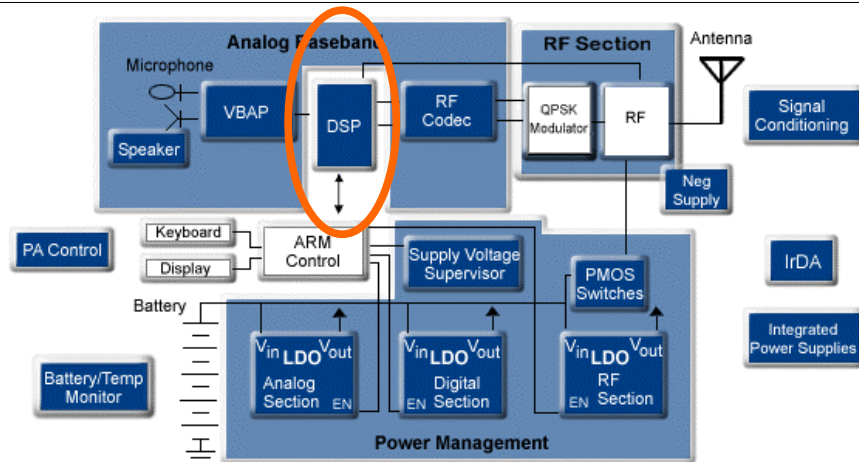 Analog Baseband
RF Section
Antenna
Microphone
VBAP
DSP
RF
Codec
QPSK
Modulator
RF
Signal
Conditioning
Speaker
Neg
Supply
Keyboard
Display
ARM
Control
Supply Voltage
Supervisor
PA Control
PMOS
Switches
IrDA
Battery
Vin LDO Vout
Analog
Section
EN
Vin LDO Vout
Digital
Section
EN
Vin LDO Vout
RF
Section
EN
Integrated
Power Supplies
Battery/Temp
Monitor
Power Management